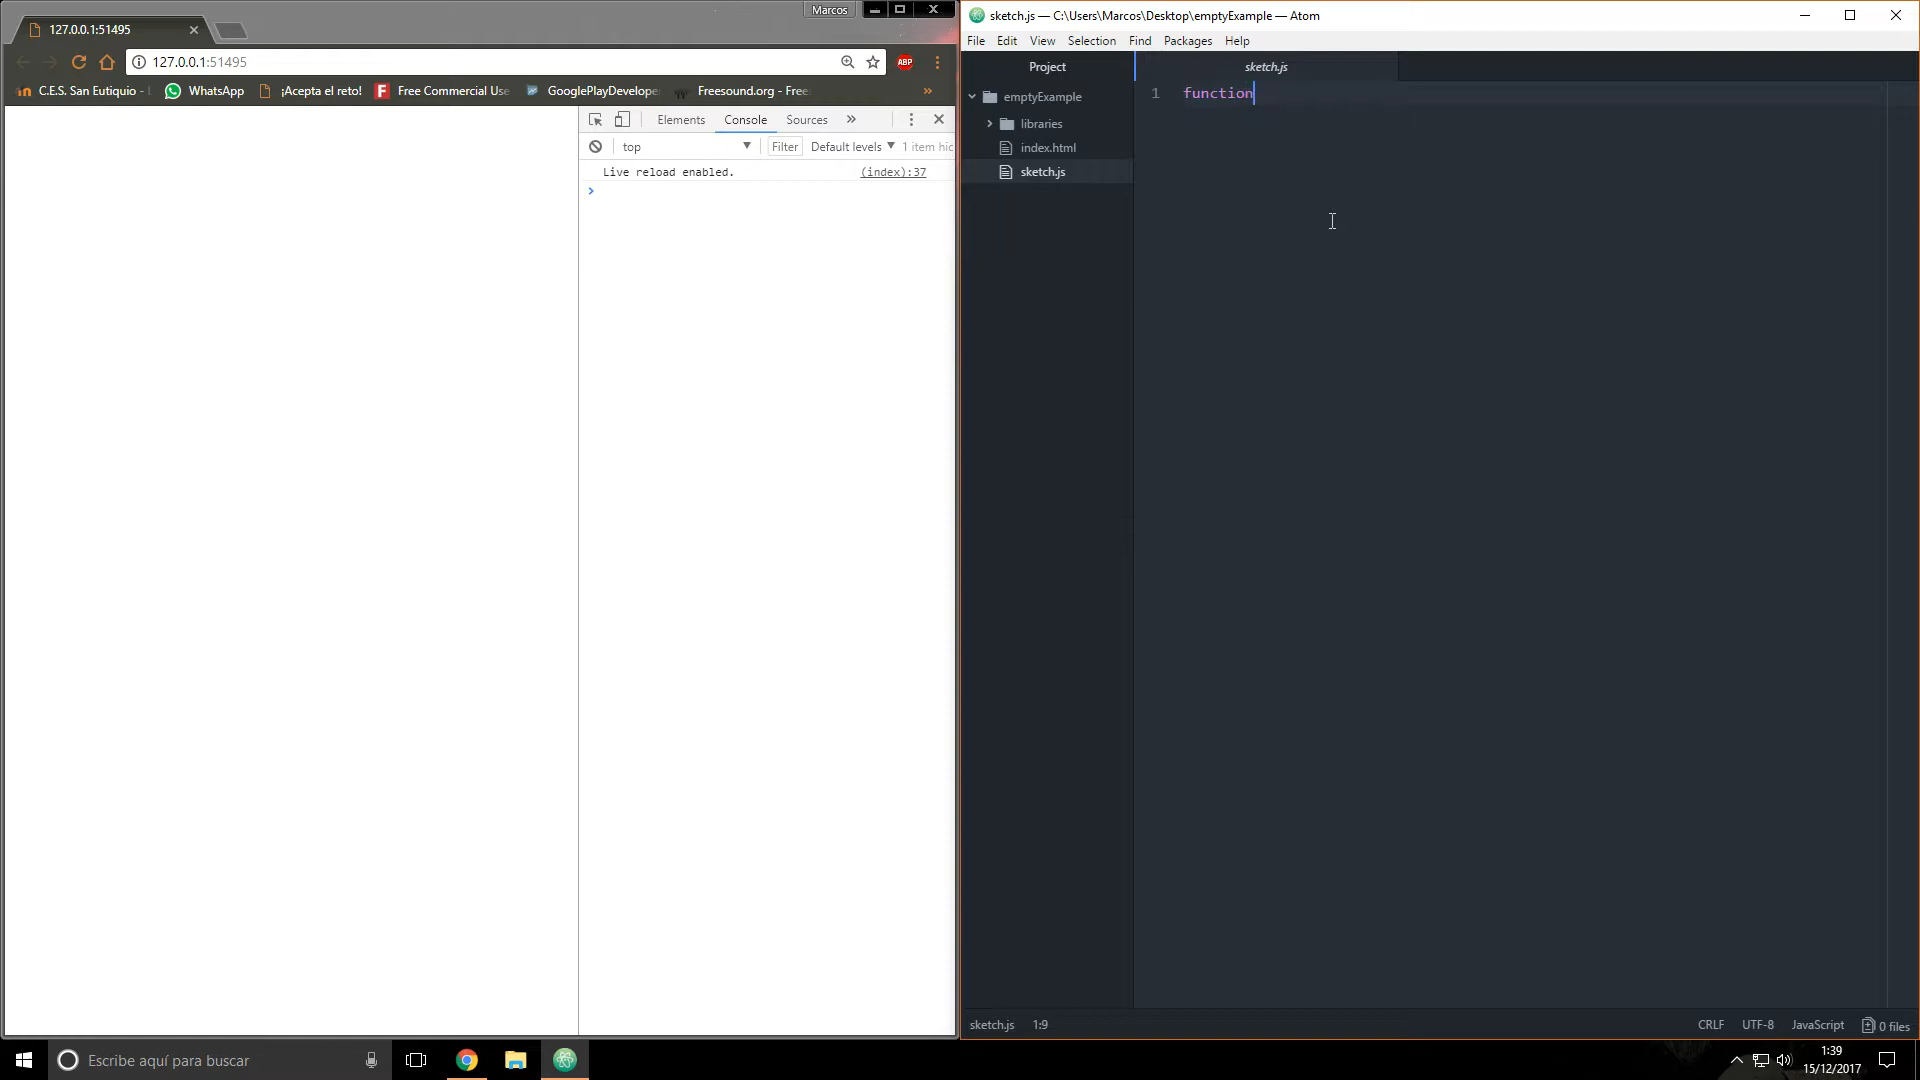 Marcos
127.0.0.1:51495
127.0.0.1:51495
ABP
C.E.S. San Eutiquio -
WhatsApp
¡Acepta el reto!
F Free Commercial Use
GooglePlayDevelope
Freesound.org - Free
»
Elements Console Sources »
top Filter Default levels 1 item hid
Live reload enabled. (index):37
sketch.js — C:\Users\Marcos\Desktop\emptyExample — Atom
File Edit View Selection Find Packages Help
Project
emptyExample
libraries
index.html
sketch.js
sketch.js
1 function
sketch.js 1:9
CRLF UTF-8 JavaScript 0 files
Escribe aquí para buscar
1:39
15/12/2017